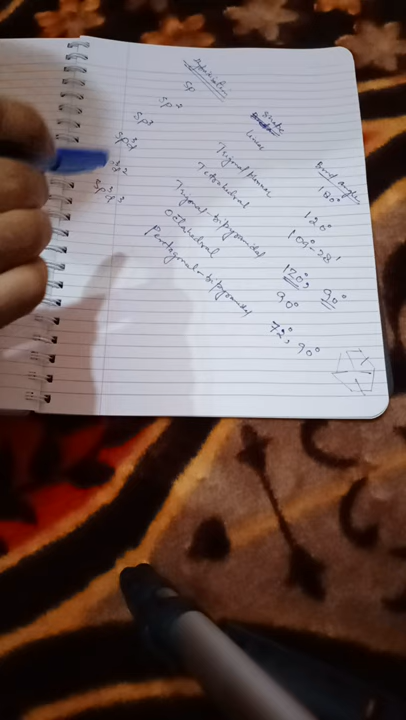 Hybridisation Shape Bond angle
Sp Linear 180°
Sp² Trigonal Planar 120°
Sp³ Tetrahedral 109°-28'
Sp³d Trigonal-bipyramidal 120°, 90°
d² Octahedral 90°
Sp³d³ Pentagonal-bipyramidal 72°, 90°